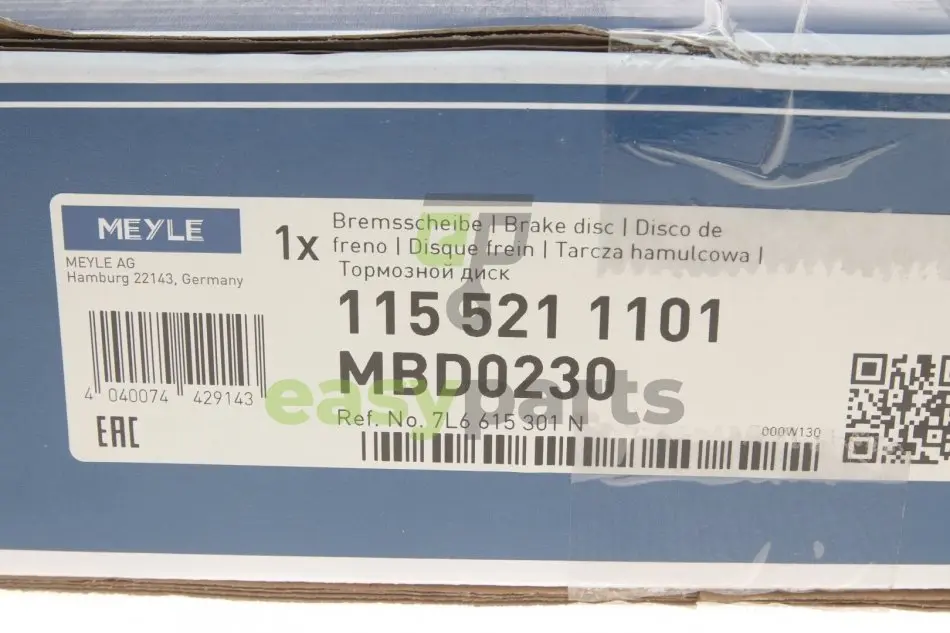 MEYLE
MEYLE AG
Hamburg 22143, Germany
1x
Bremsscheibe | Brake disc | Disco de
freno | Disque frein | Tarcza hamulcowa |
Тормозной диск
115 521 1101
MBD0230
Ref. No. 7L6 615 301 N
000W130
4 040074 429143
EAC
easyparts